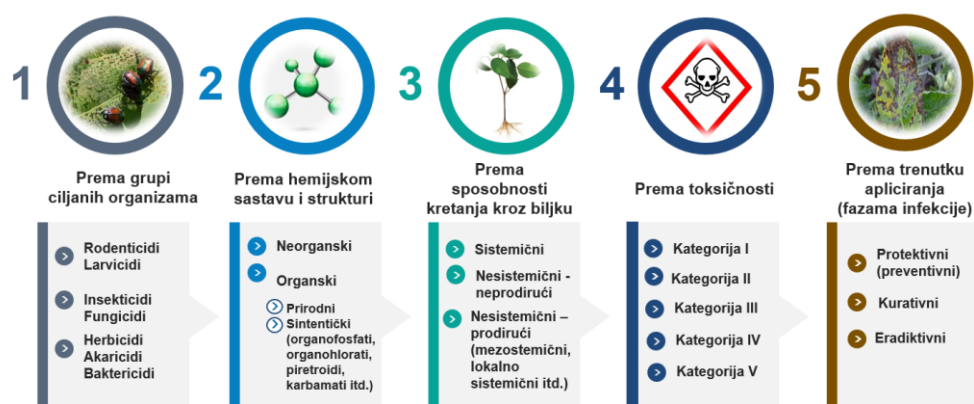 1
Prema grupi
ciljanih organizama
Rodenticidi
Larvicidi
Insekticidi
Fungicidi
Herbicidi
Akaricidi
Baktericidi
2
Prema hemijskom
sastavu i strukturi
Neorganski
Organski
Prirodni
Sintentički
(organofosfati,
organohlorati,
piretroidi,
karbamati itd.)
3
Prema
sposobnosti
kretanja kroz biljku
Sistemični
Nesistemični -
neprodirući
Nesistemični –
prodirući
(mezostemični,
lokalno
sistemični itd.)
4
Prema toksičnosti
Kategorija I
Kategorija II
Kategorija III
Kategorija IV
Kategorija V
5
Prema trenutku
apliciranja
(fazama infekcije)
Protektivni
(preventivni)
Kurativni
Eradiktivni